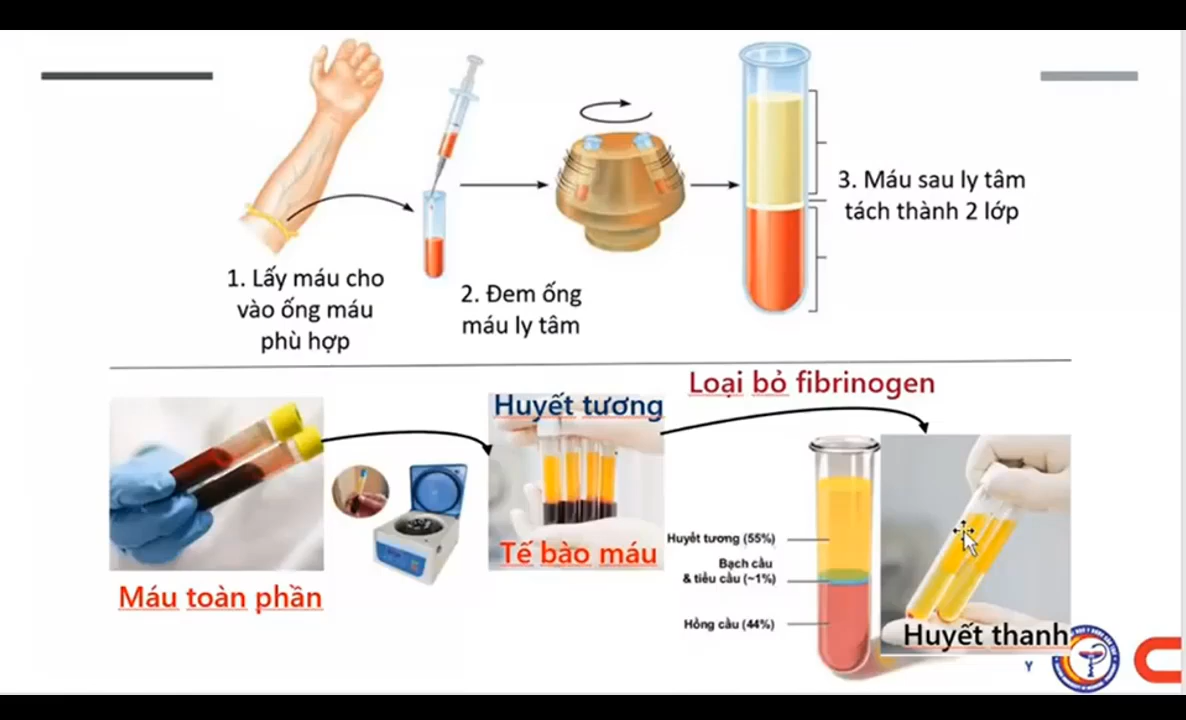 1. Lấy máu cho
vào ống máu
phù hợp
2. Đem ống
máu ly tâm
3. Máu sau ly tâm
tách thành 2 lớp
Loại bỏ fibrinogen
Huyết tương
Tế bào máu
Máu toàn phần
Huyết tương (55%)
Bạch cầu
& tiểu cầu (~1%)
Hồng cầu (44%)
Huyết thanh
Y